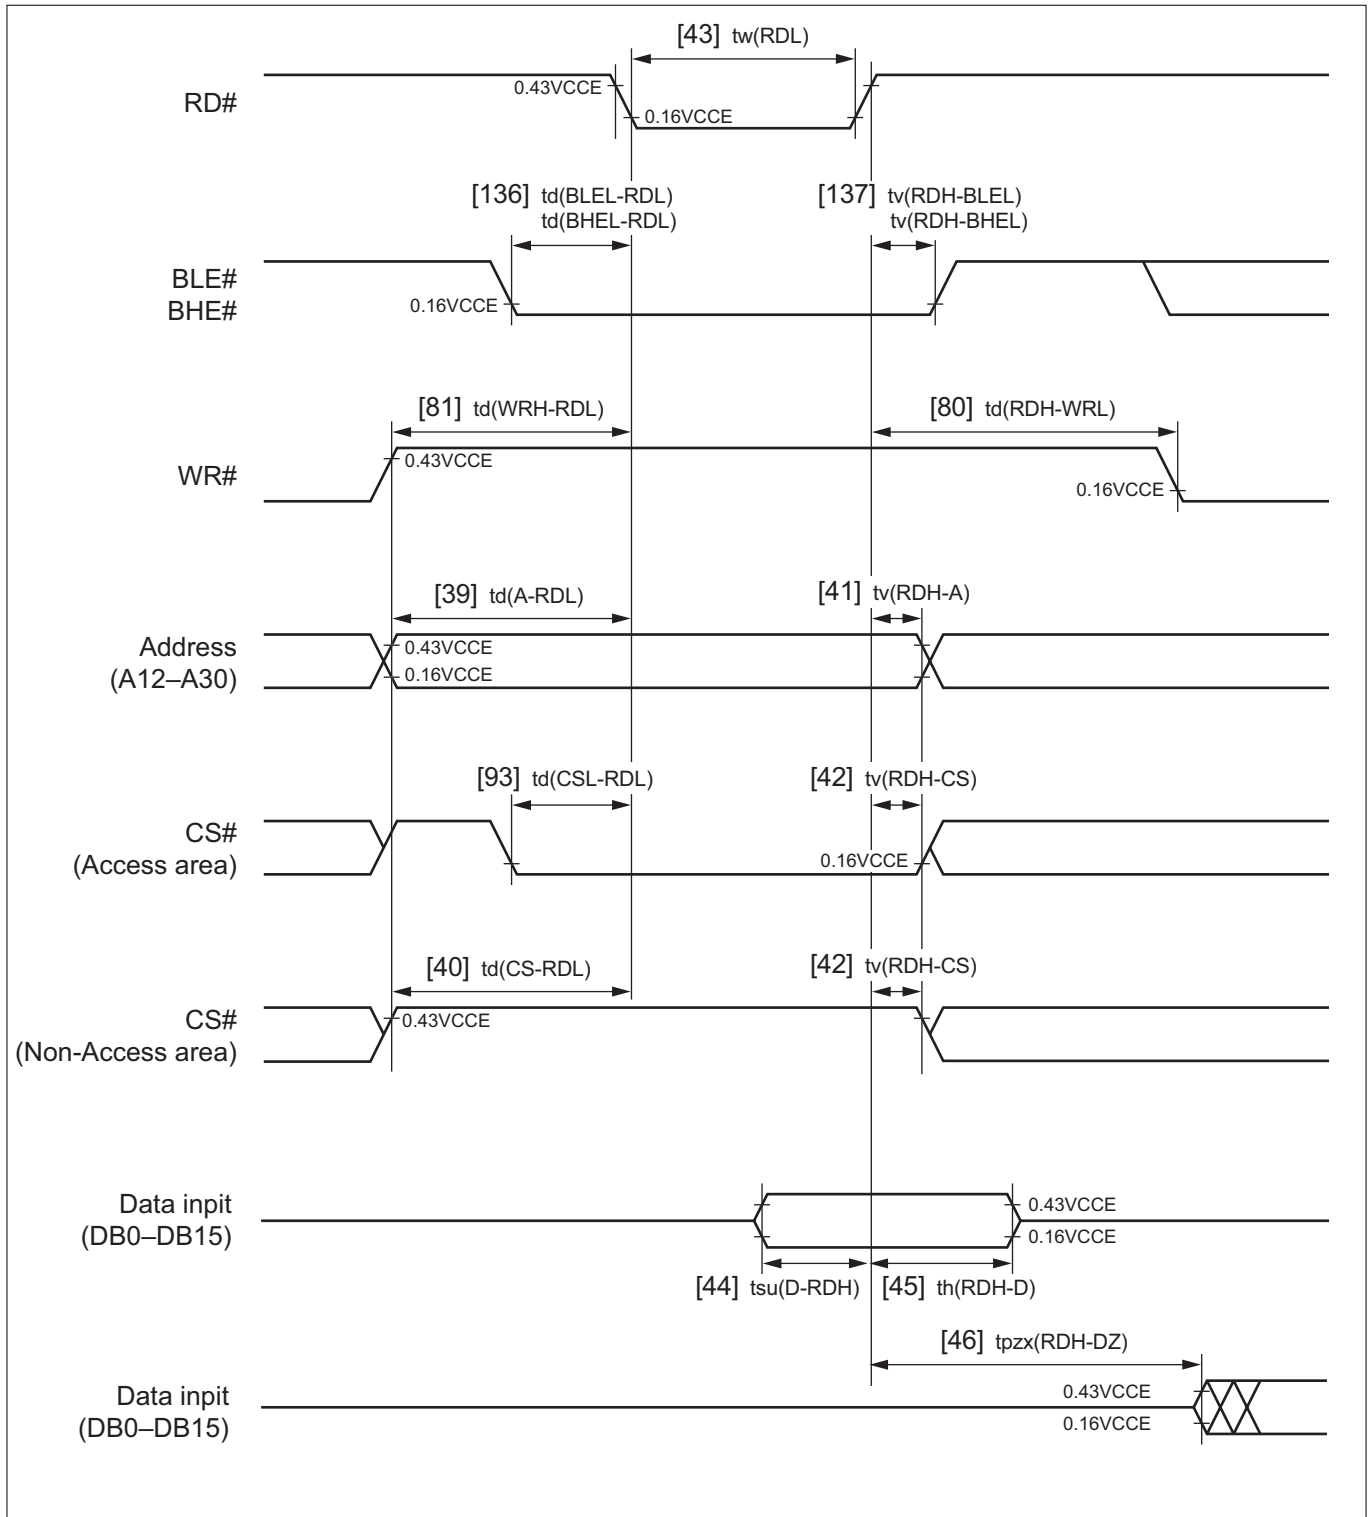 [43] tw(RDL)
0.43VCCE
RD#
0.16VCCE
[136] td(BLEL-RDL)
td(BHEL-RDL)
[137] tv(RDH-BLEL)
tv(RDH-BHEL)
BLE#
BHE#
0.16VCCE
[81] td(WRH-RDL)
[80] td(RDH-WRL)
0.43VCCE
WR#
0.16VCCE
[39] td(A-RDL)
[41] tv(RDH-A)
Address
(A12–A30)
0.43VCCE
0.16VCCE
[93] td(CSL-RDL)
[42] tv(RDH-CS)
CS#
(Access area)
0.16VCCE
[40] td(CS-RDL)
[42] tv(RDH-CS)
CS#
(Non-Access area)
0.43VCCE
Data inpit
(DB0–DB15)
0.43VCCE
0.16VCCE
[44] tsu(D-RDH)
[45] th(RDH-D)
[46] tpzx(RDH-DZ)
Data inpit
(DB0–DB15)
0.43VCCE
0.16VCCE